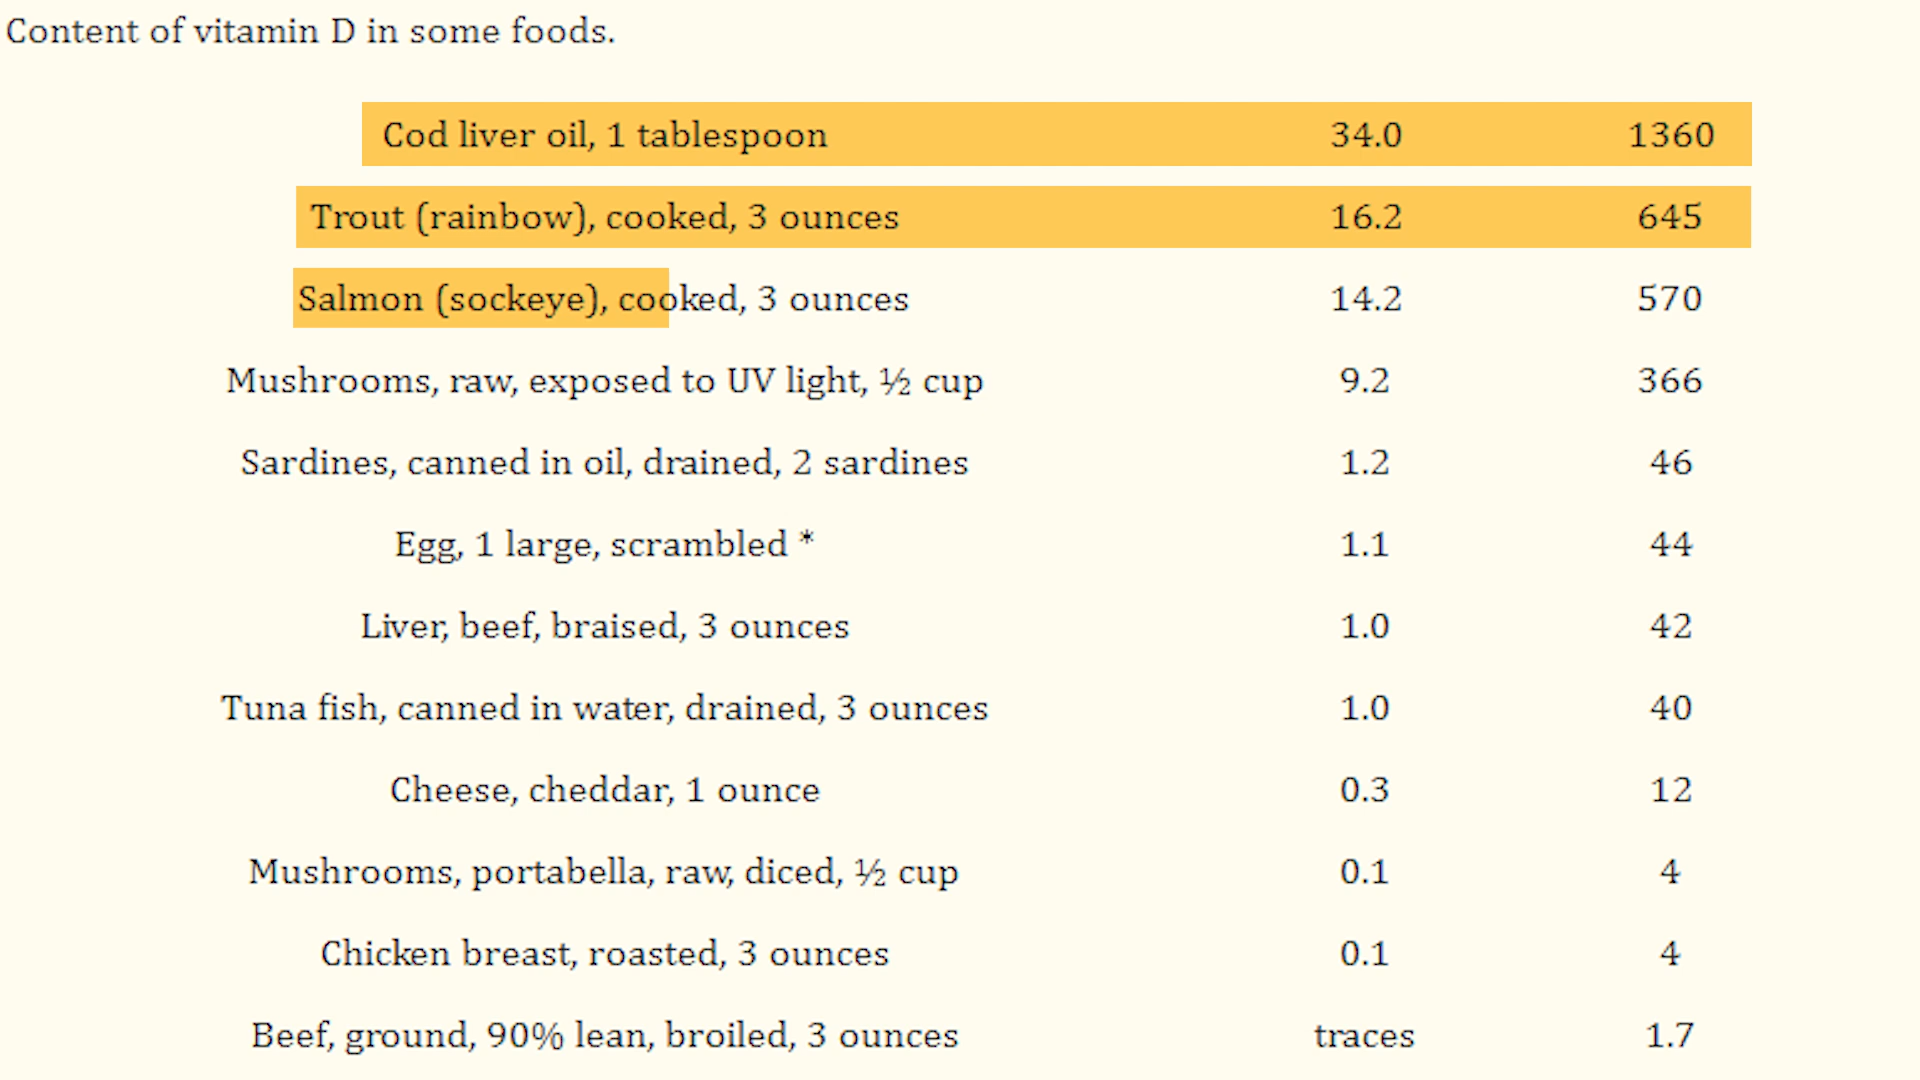 Content of vitamin D in some foods.
Cod liver oil, 1 tablespoon 34.0 1360
Trout (rainbow), cooked, 3 ounces 16.2 645
Salmon (sockeye), cooked, 3 ounces 14.2 570
Mushrooms, raw, exposed to UV light, ½ cup 9.2 366
Sardines, canned in oil, drained, 2 sardines 1.2 46
Egg, 1 large, scrambled * 1.1 44
Liver, beef, braised, 3 ounces 1.0 42
Tuna fish, canned in water, drained, 3 ounces 1.0 40
Cheese, cheddar, 1 ounce 0.3 12
Mushrooms, portabella, raw, diced, ½ cup 0.1 4
Chicken breast, roasted, 3 ounces 0.1 4
Beef, ground, 90% lean, broiled, 3 ounces traces 1.7